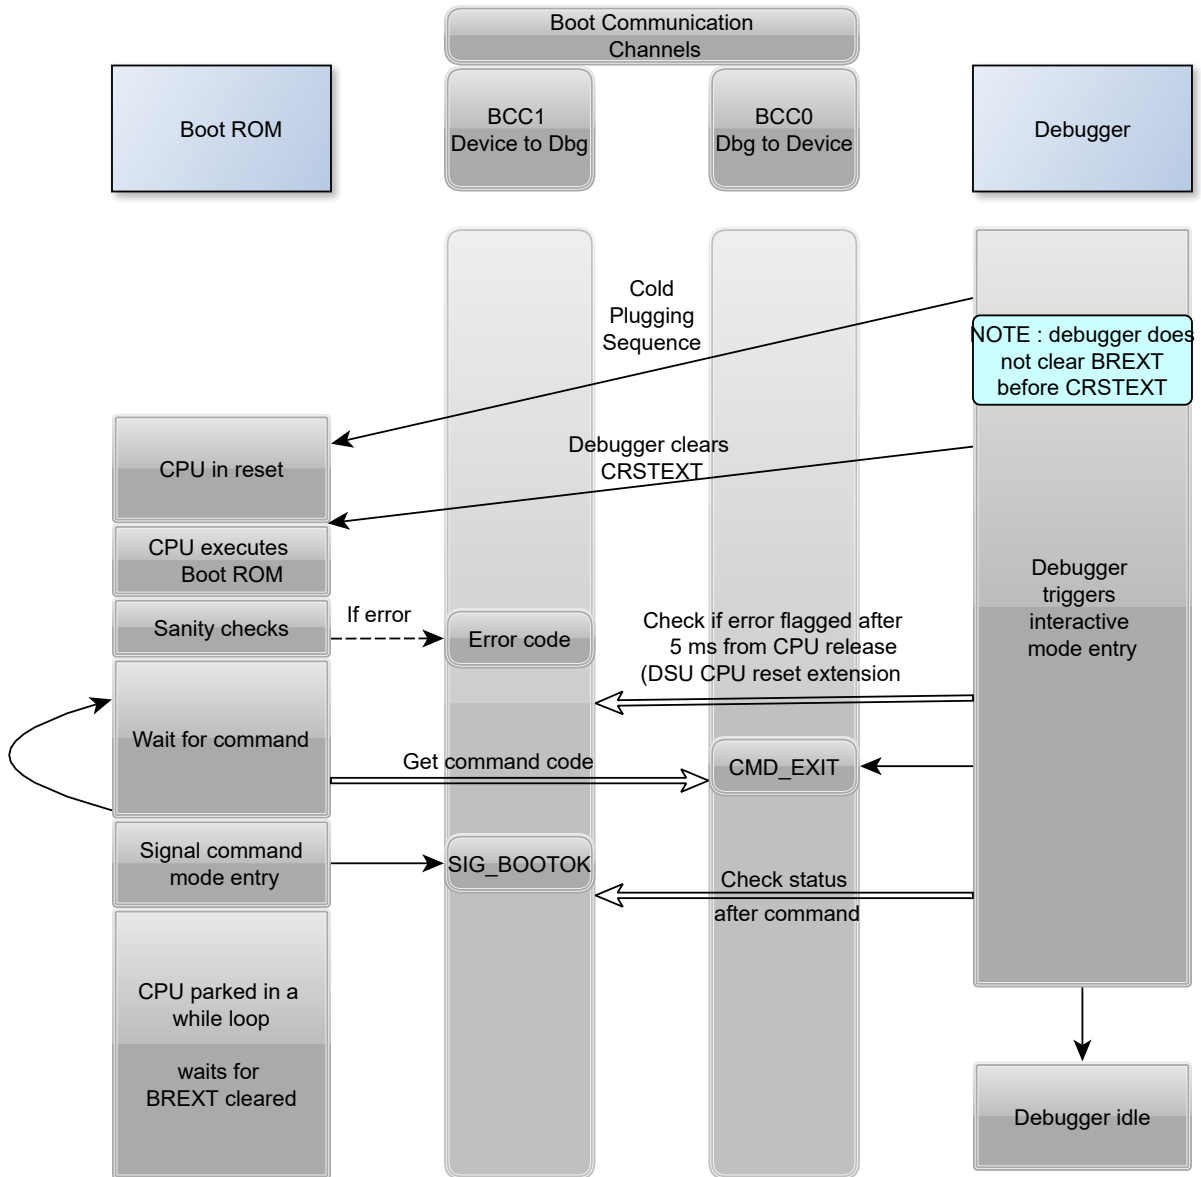 Boot Communication
Channels
Boot ROM
BCC1
Device to Dbg
BCC0
Dbg to Device
Debugger
Cold
Plugging
Sequence
NOTE : debugger does
not clear BREXT
before CRSTEXT
Debugger clears
CRSTEXT
CPU in reset
CPU executes
Boot ROM
Sanity checks
If error
Error code
Check if error flagged after
5 ms from CPU release
(DSU CPU reset extension
Debugger
triggers
interactive
mode entry
Wait for command
Get command code
CMD_EXIT
Signal command
mode entry
SIG_BOOTOK
Check status
after command
CPU parked in a
while loop
waits for
BREXT cleared
Debugger idle